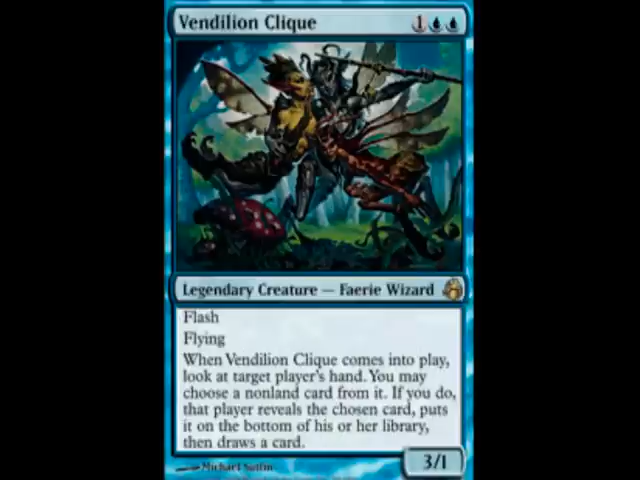 Vendilion Clique 1
Legendary Creature — Faerie Wizard
Flash
Flying
When Vendilion Clique comes into play,
look at target player's hand. You may
choose a nonland card from it. If you do,
that player reveals the chosen card, puts
it on the bottom of his or her library,
then draws a card.
Michael Sutfin
3/1